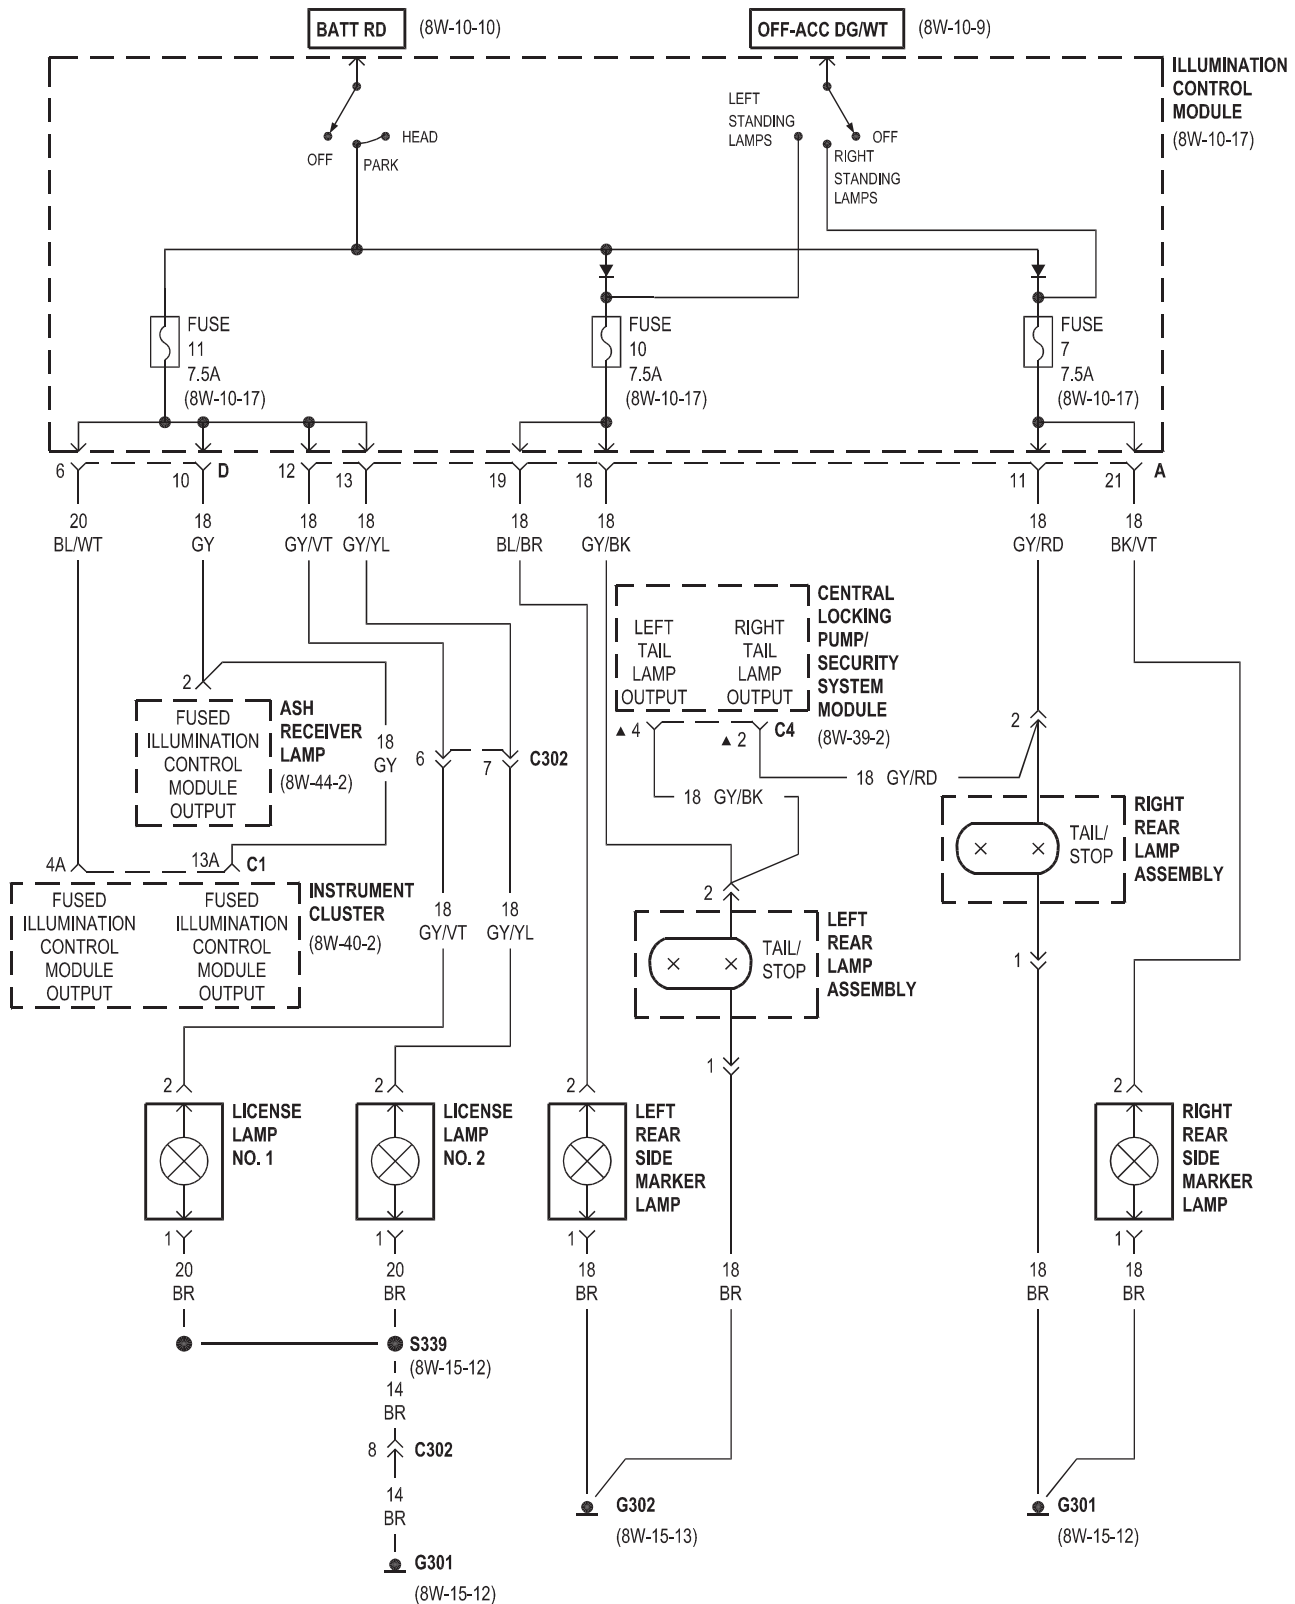 BATT RD (8W-10-10)
OFF-ACC DG/WT (8W-10-9)
ILLUMINATION
CONTROL
MODULE
(8W-10-17)
OFF
PARK
HEAD
LEFT
STANDING
LAMPS
OFF
RIGHT
STANDING
LAMPS
FUSE
11
7.5A
(8W-10-17)
FUSE
10
7.5A
(8W-10-17)
FUSE
7
7.5A
(8W-10-17)
6 10 D 12 13 19 18 11 21 A
20
BL/WT
18
GY
18
GY/VT
18
GY/YL
18
BL/BR
18
GY/BK
18
GY/RD
18
BK/VT
LEFT
TAIL
LAMP
OUTPUT
RIGHT
TAIL
LAMP
OUTPUT
CENTRAL
LOCKING
PUMP/
SECURITY
SYSTEM
MODULE
(8W-39-2)
▲ 4 ▲ 2 C4
18 GY/BK
18 GY/RD
2
FUSED
ILLUMINATION
CONTROL
MODULE
OUTPUT
ASH
RECEIVER
LAMP
(8W-44-2)
18
GY
6 7 C302
2
TAIL/
STOP
RIGHT
REAR
LAMP
ASSEMBLY
1
4A 13A C1
FUSED
ILLUMINATION
CONTROL
MODULE
OUTPUT
FUSED
ILLUMINATION
CONTROL
MODULE
OUTPUT
INSTRUMENT
CLUSTER
(8W-40-2)
18
GY/VT
18
GY/YL
2
TAIL/
STOP
LEFT
REAR
LAMP
ASSEMBLY
1
2
LICENSE
LAMP
NO. 1
1
2
LICENSE
LAMP
NO. 2
1
2
LEFT
REAR
SIDE
MARKER
LAMP
1
2
RIGHT
REAR
SIDE
MARKER
LAMP
1
20
BR
20
BR
18
BR
18
BR
18
BR
18
BR
S339
(8W-15-12)
14
BR
8 C302
14
BR
G301
(8W-15-12)
G302
(8W-15-13)
G301
(8W-15-12)